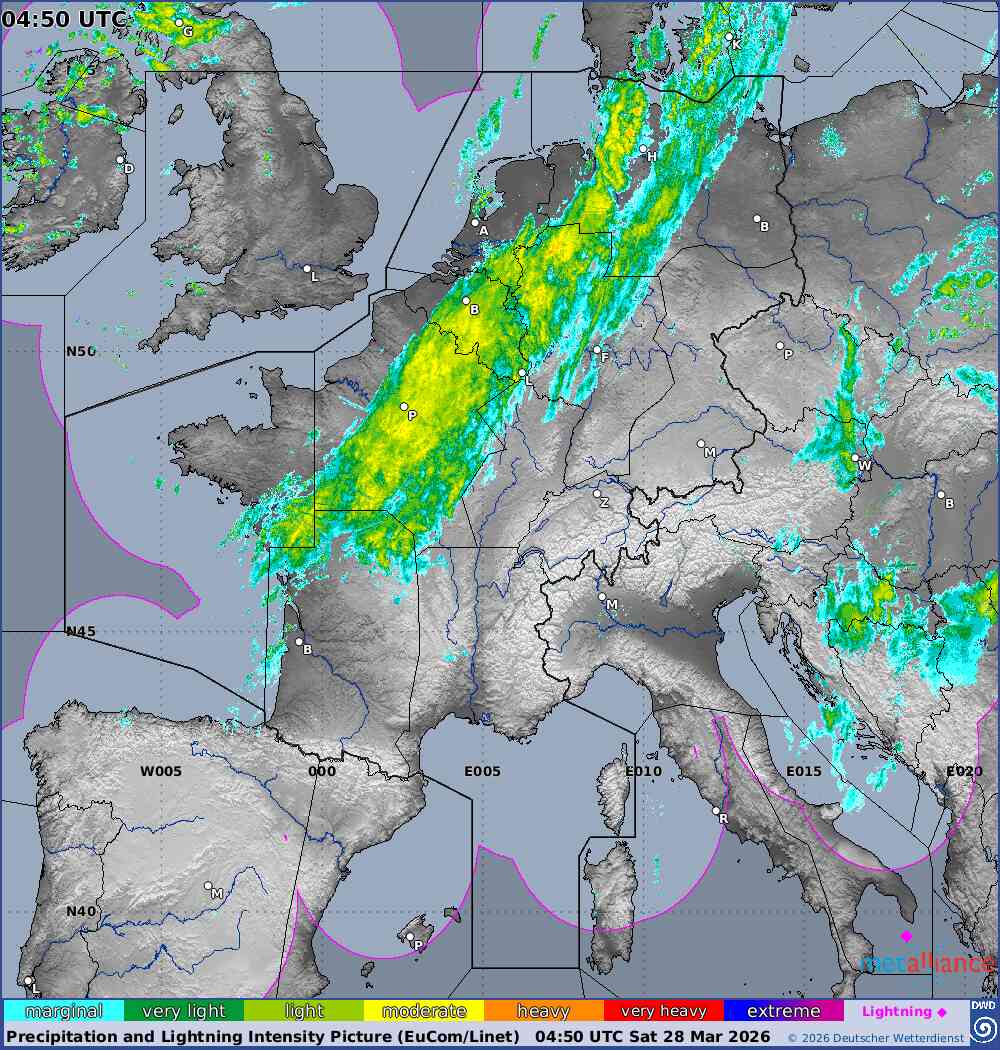 04:50 UTC
G
K
N55
D
H
A
B
L
B
N50
F
P
L
P
M
W
Z
B
M
N45
B
W005
000
E005
E010
E015
E020
R
M
N40
P
L
metalliance
marginal
very light
light
moderate
heavy
very heavy
extreme
Lightning
DWD
Precipitation and Lightning Intensity Picture (EuCom/Linet) 04:50 UTC Sat 28 Mar 2026 © 2026 Deutscher Wetterdienst